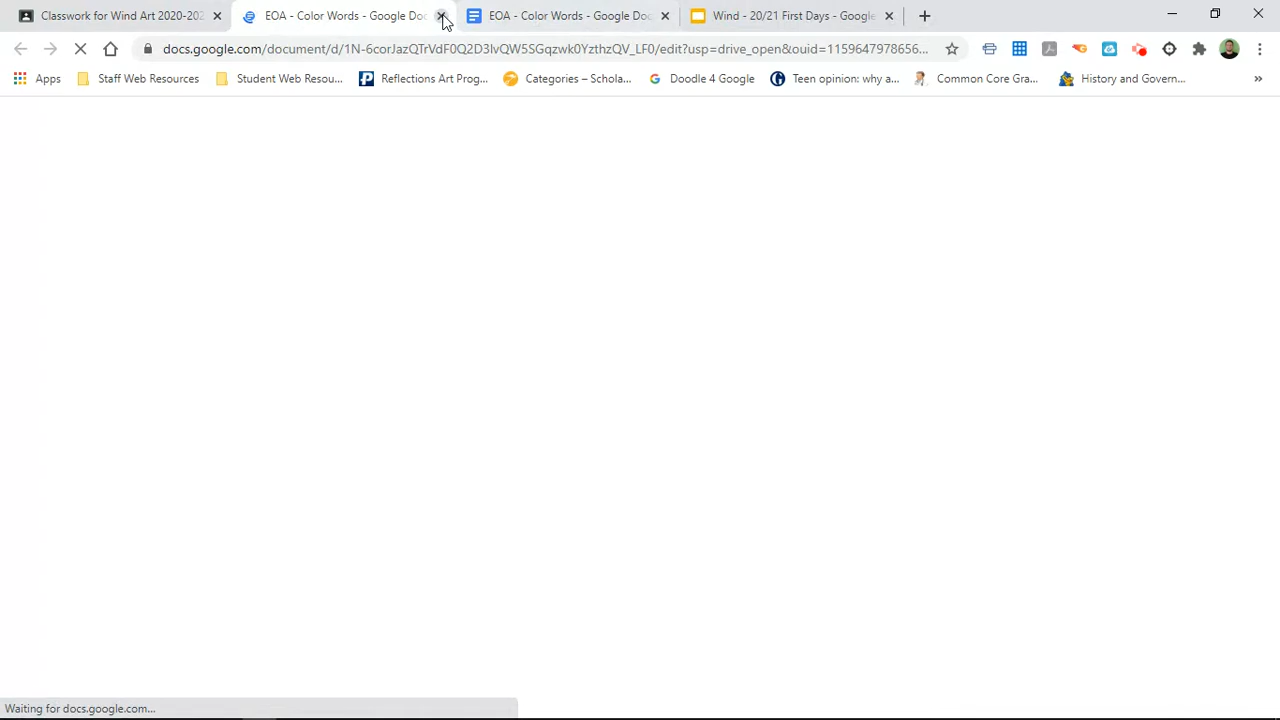 Classwork for Wind Art 2020-202
EOA - Color Words - Google Doc
EOA - Color Words - Google Doc
Wind - 20/21 First Days - Google
docs.google.com/document/d/1N-6corJazQTrVdF0Q2D3IvQW5SGqzwk0YzthzQV_LF0/edit?usp=drive_open&ouid=1159647978656...
Apps
Staff Web Resources
Student Web Resou...
Reflections Art Prog...
Categories – Schola...
Doodle 4 Google
Teen opinion: why a...
Common Core Gra...
History and Govern...
»
Waiting for docs.google.com...